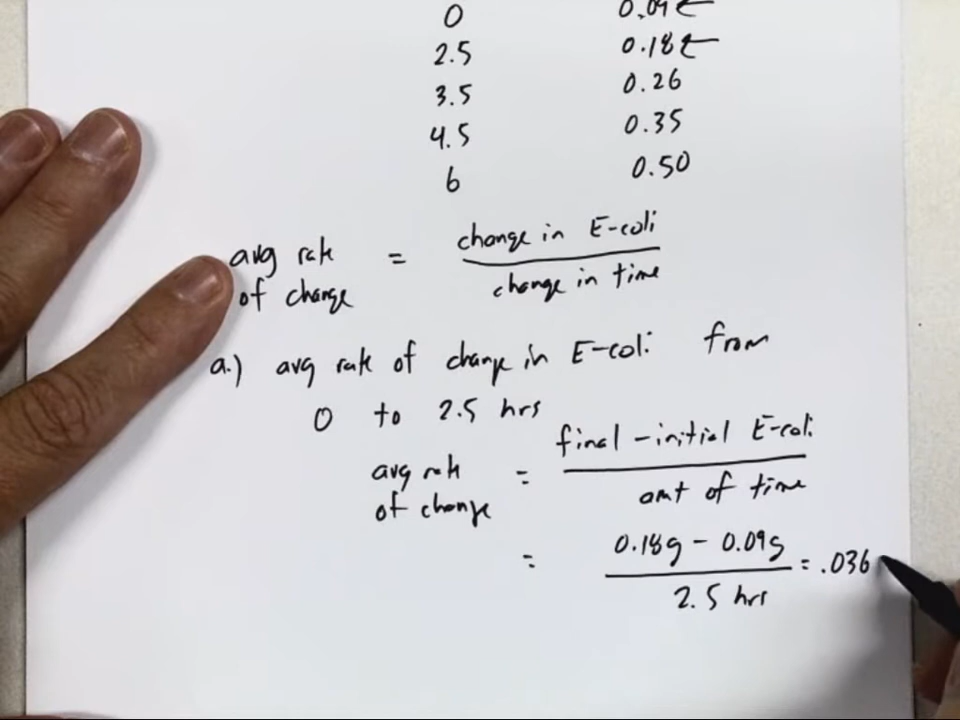 0 0.09 ←
2.5 0.18 ←
3.5 0.26
4.5 0.35
6 0.50
avg rate of change = change in E-coli / change in time
a.) avg rate of change in E-coli from
0 to 2.5 hrs
avg rate of change = final - initial E-coli / amt of time
= 0.18g - 0.09g / 2.5 hrs = .036